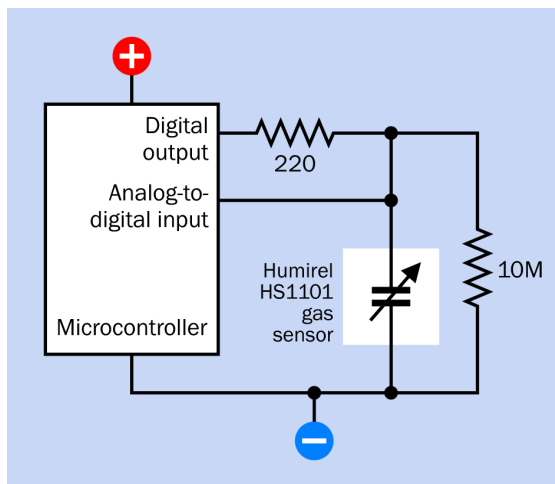 +
Digital
output
220
Analog-to-
digital input
Humirel
HS1101
gas
sensor
10M
Microcontroller
−